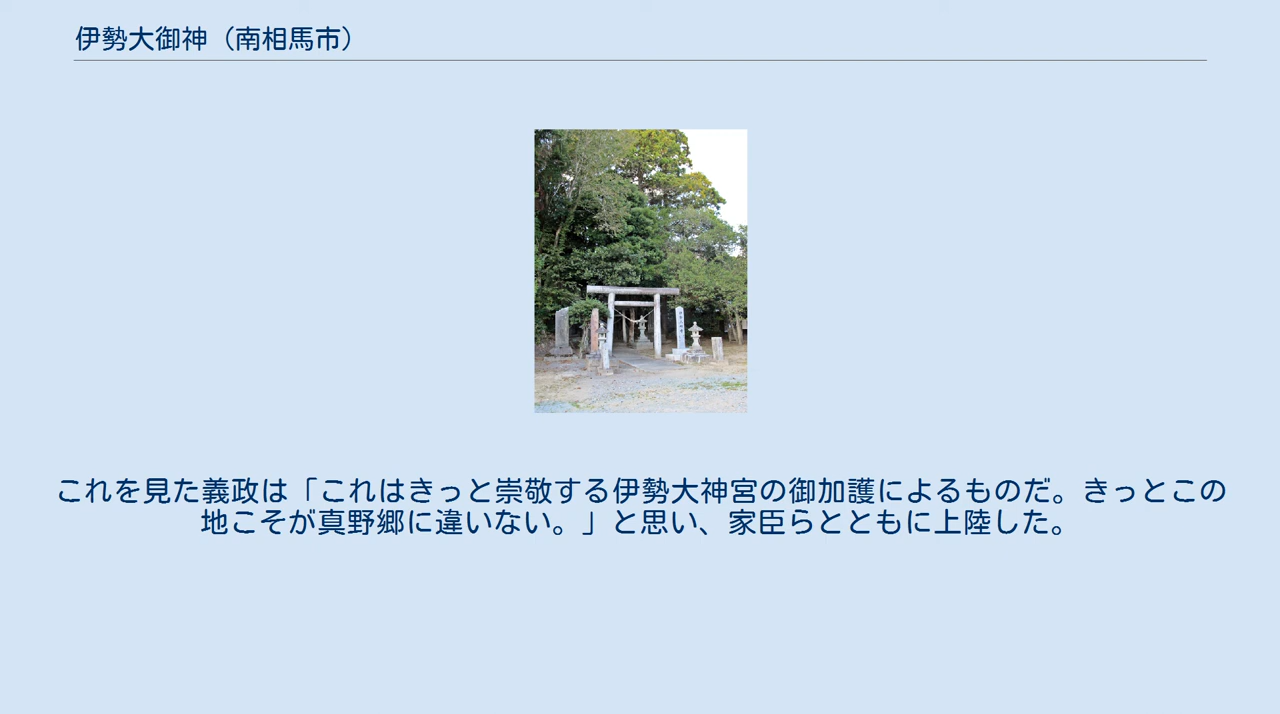 伊勢大御神（南相馬市）
これを見た義政は「これはきっと崇敬する伊勢大神宮の御加護によるものだ。きっとこの
地こそが真野郷に違いない。」と思い、家臣らとともに上陸した。